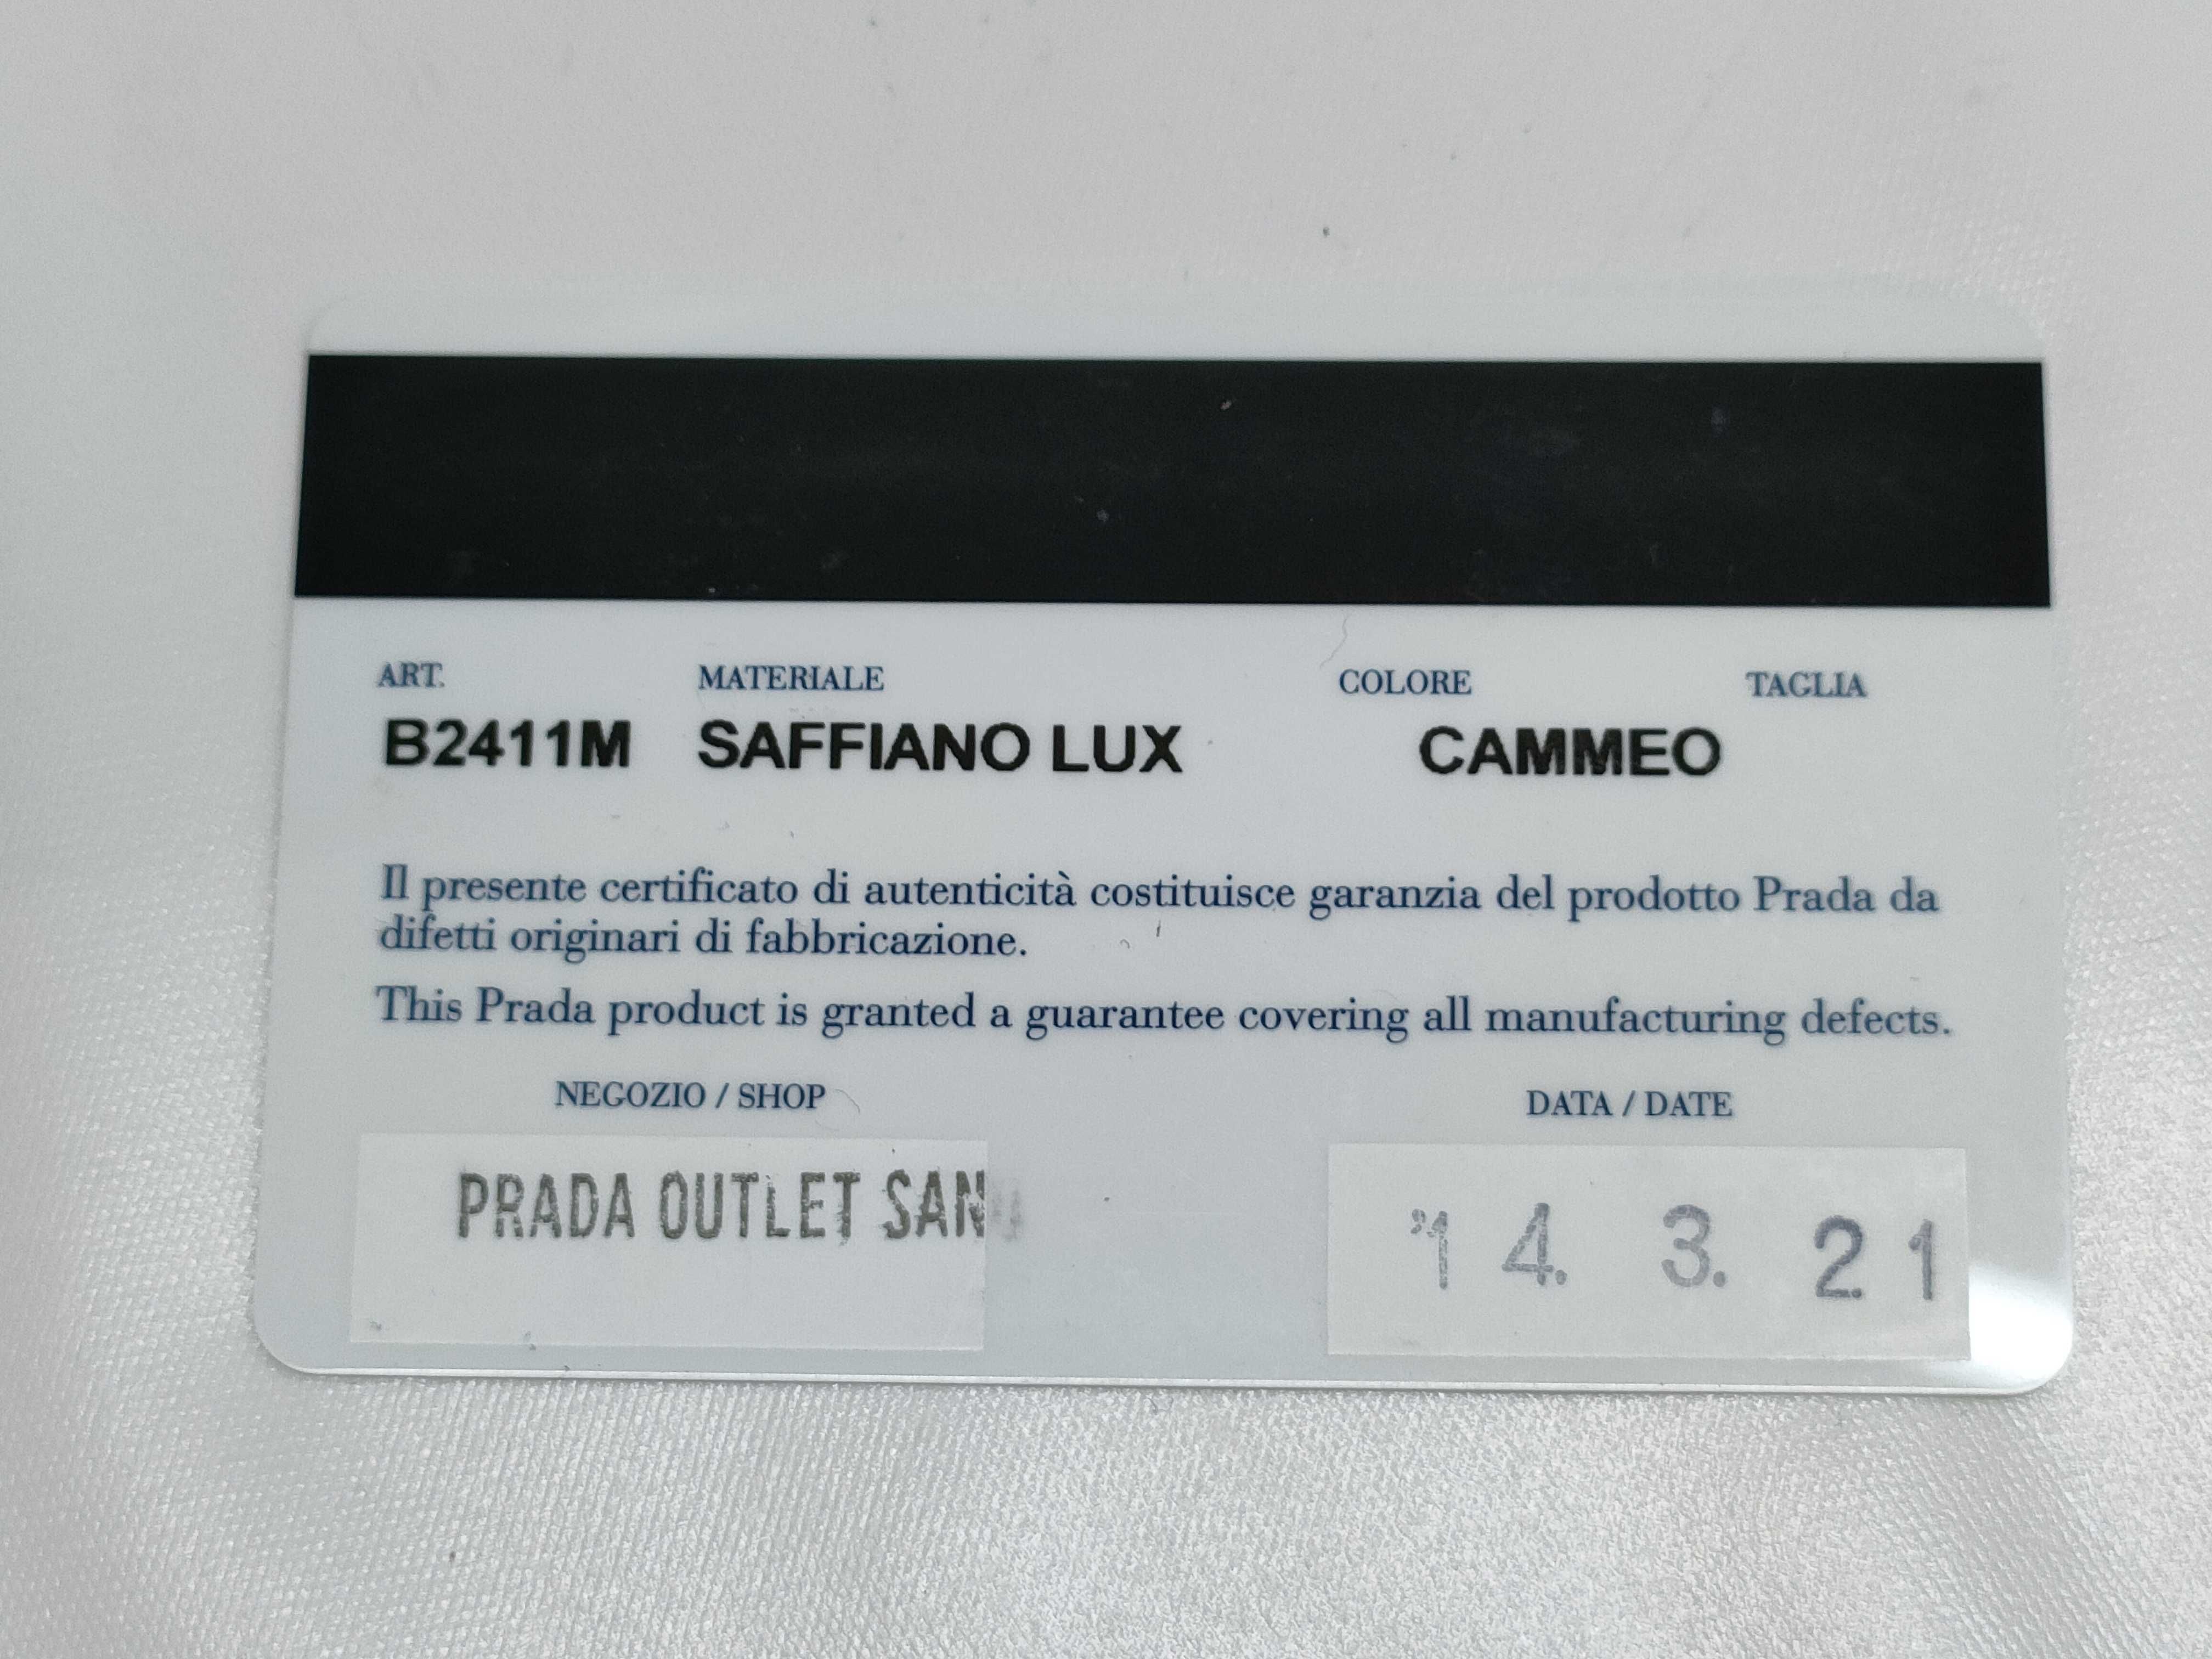 ART. MATERIALE COLORE TAGLIA
B2411M SAFFIANO LUX CAMMEO
Il presente certificato di autenticità costituisce garanzia del prodotto Prada da
difetti originari di fabbricazione.
This Prada product is granted a guarantee covering all manufacturing defects.
NEGOZIO / SHOP DATA / DATE
PRADA OUTLET SAN
'14. 3. 21